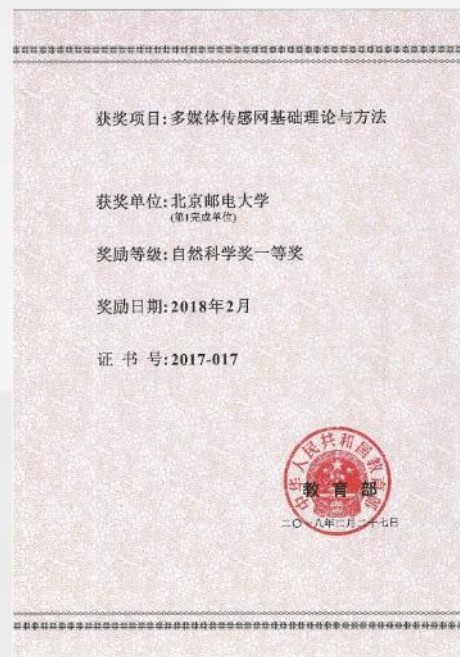 获奖项目:多媒体传感网基础理论与方法
获奖单位:北京邮电大学
(第1完成单位)
奖励等级:自然科学奖一等奖
奖励日期:2018年2月
证 书 号:2017-017
中华人民共和国教育部
教 育 部
二〇一八年二月二十七日